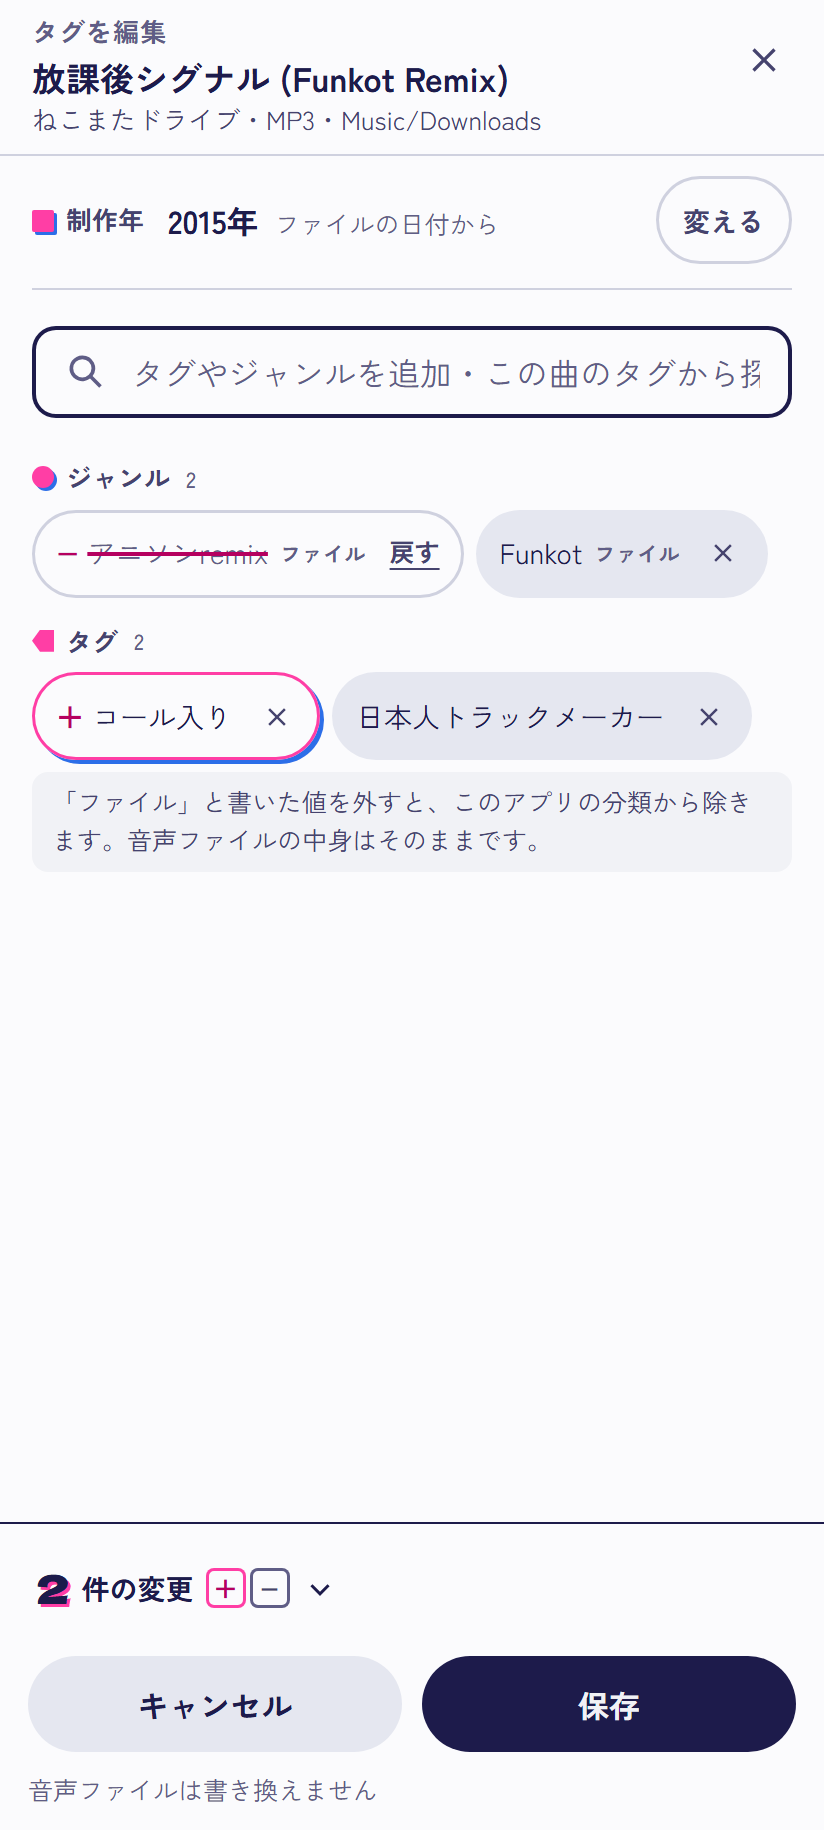 タグを編集
放課後シグナル (Funkot Remix)
ねこまたドライブ・MP3・Music/Downloads
制作年 2015年 ファイルの日付から 変える
タグやジャンルを追加・この曲のタグから
ジャンル 2
− アニソンremix ファイル 戻す Funkot ファイル ×
タグ 2
+ コール入り × 日本人トラックメーカー ×
「ファイル」と書いた値を外すと、このアプリの分類から除き
ます。音声ファイルの中身はそのままです。
2 件の変更 + −
キャンセル 保存
音声ファイルは書き換えません